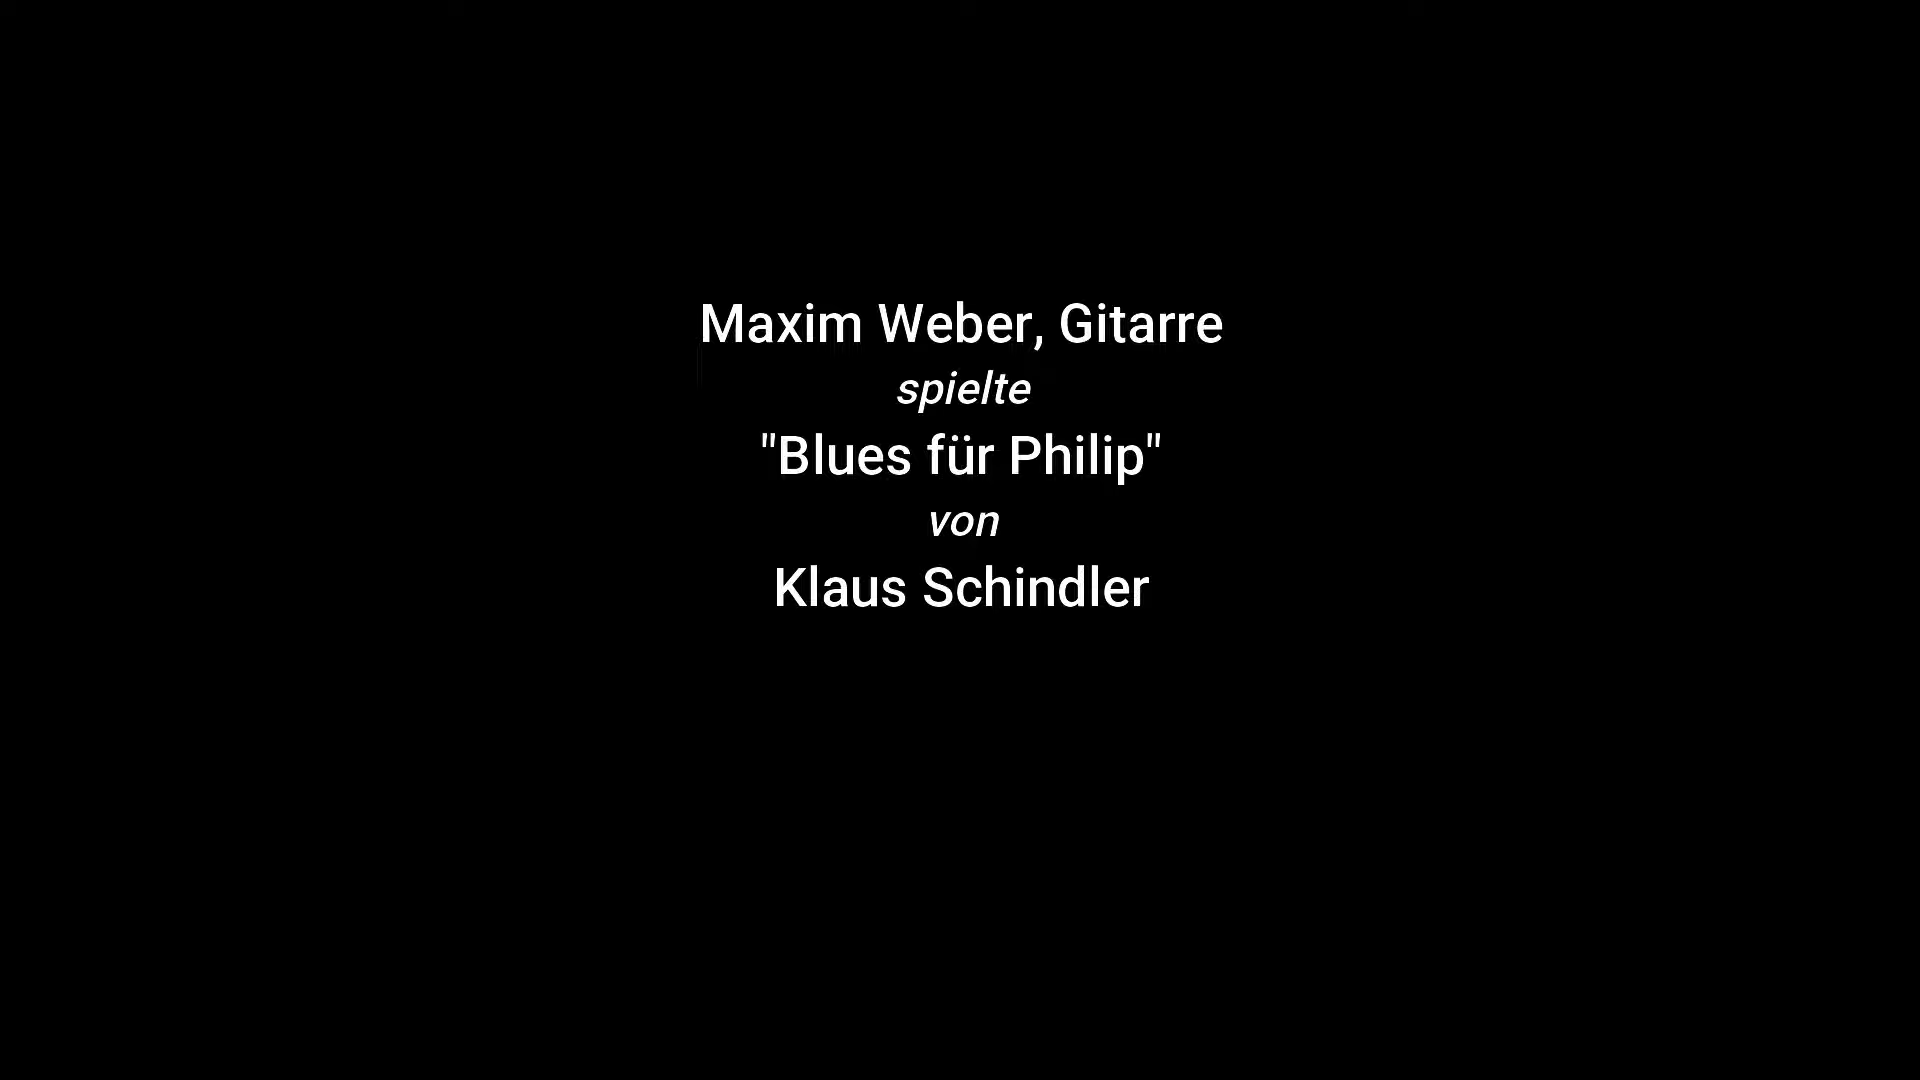 Maxim Weber, Gitarre
spielte
"Blues für Philip"
von
Klaus Schindler